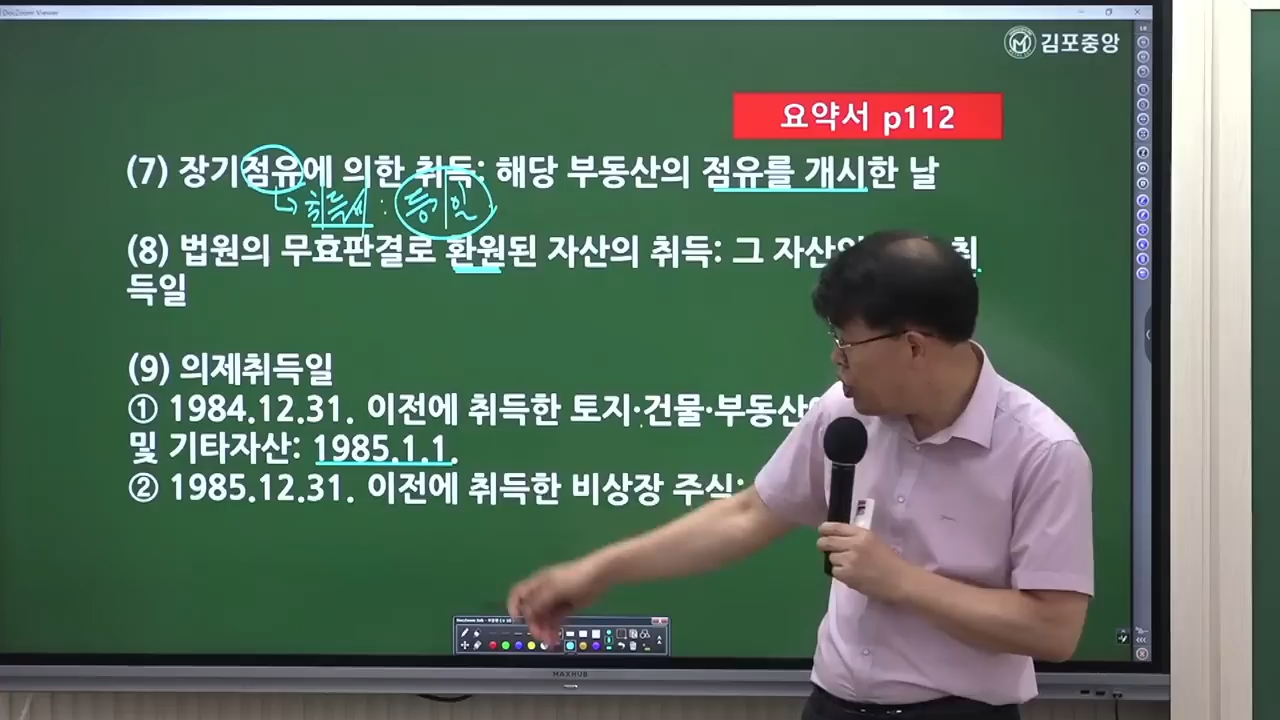 DocZoom Viewer
김포중앙
요약서 p112
(7) 장기점유에 의한 취득: 해당 부동산의 점유를 개시한 날
취득세 : 등기일
(8) 법원의 무효판결로 환원된 자산의 취득: 그 자산의 취
득일
(9) 의제취득일
① 1984.12.31. 이전에 취득한 토지·건물·부동산에
및 기타자산: 1985.1.1.
② 1985.12.31. 이전에 취득한 비상장 주식:
MAXHUB